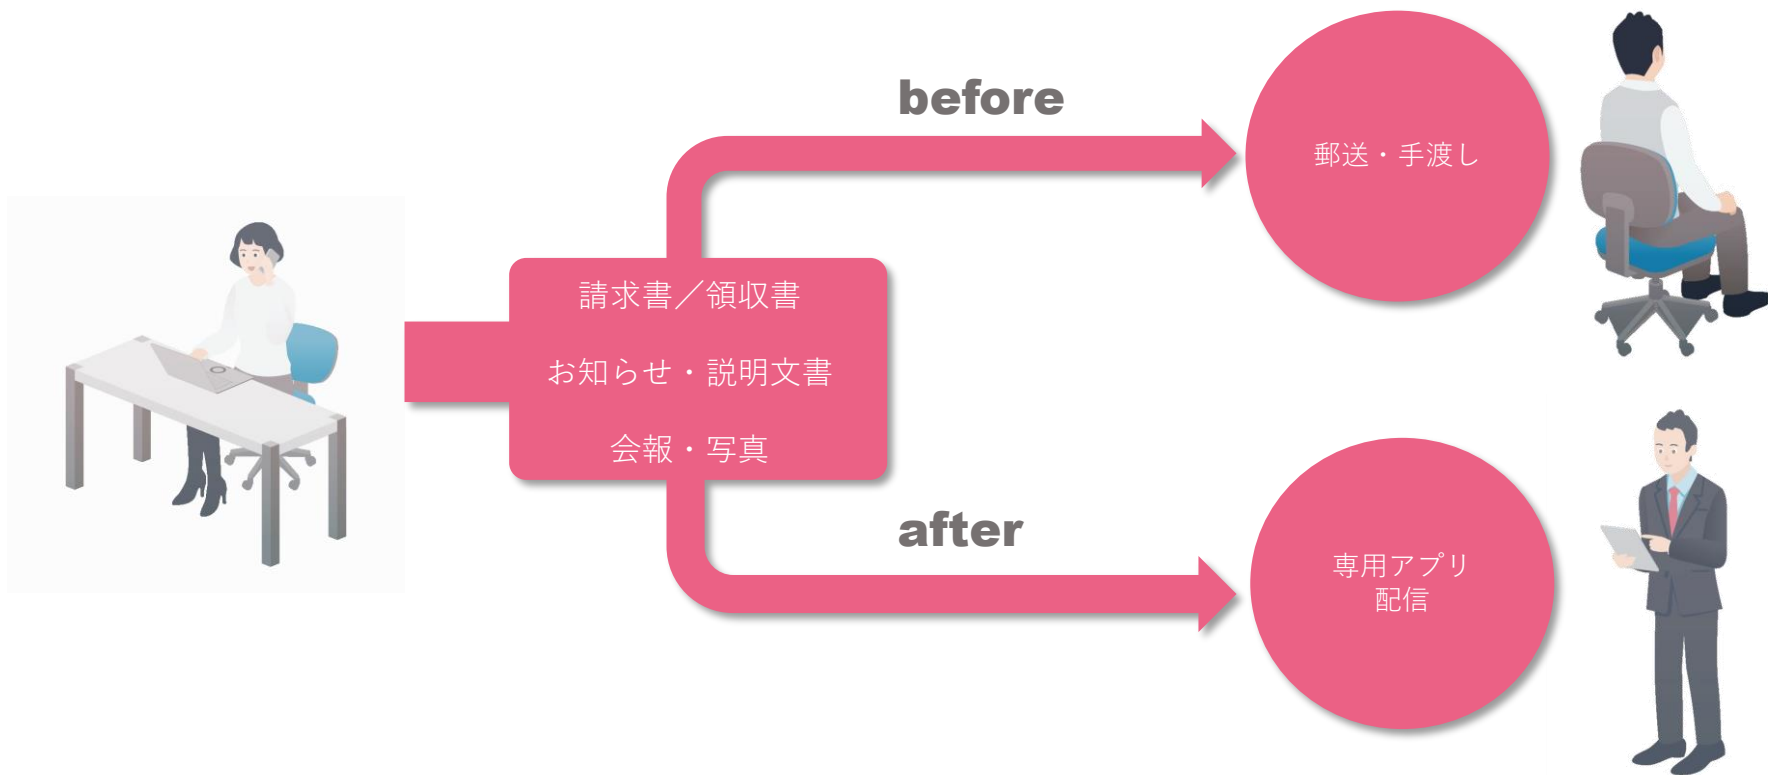 before
郵送・手渡し
請求書／領収書
お知らせ・説明文書
会報・写真
after
専用アプリ
配信